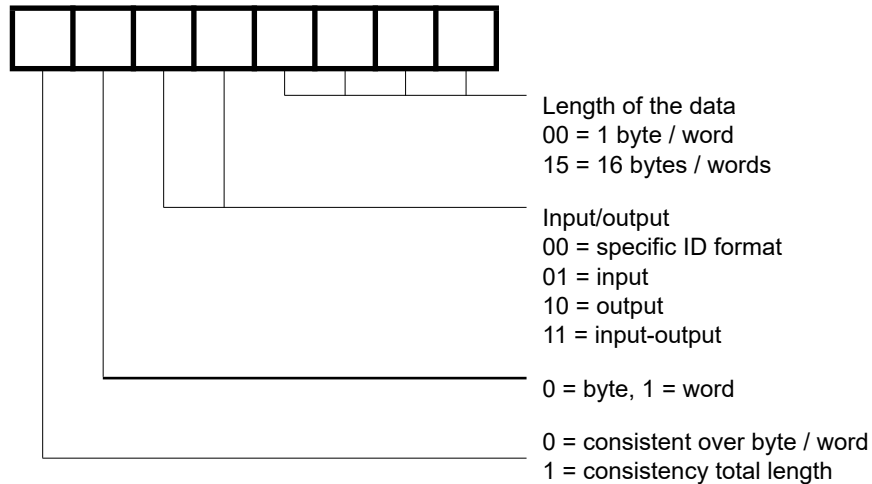 Length of the data
00 = 1 byte / word
15 = 16 bytes / words
Input/output
00 = specific ID format
01 = input
10 = output
11 = input-output
0 = byte, 1 = word
0 = consistent over byte / word
1 = consistency total length